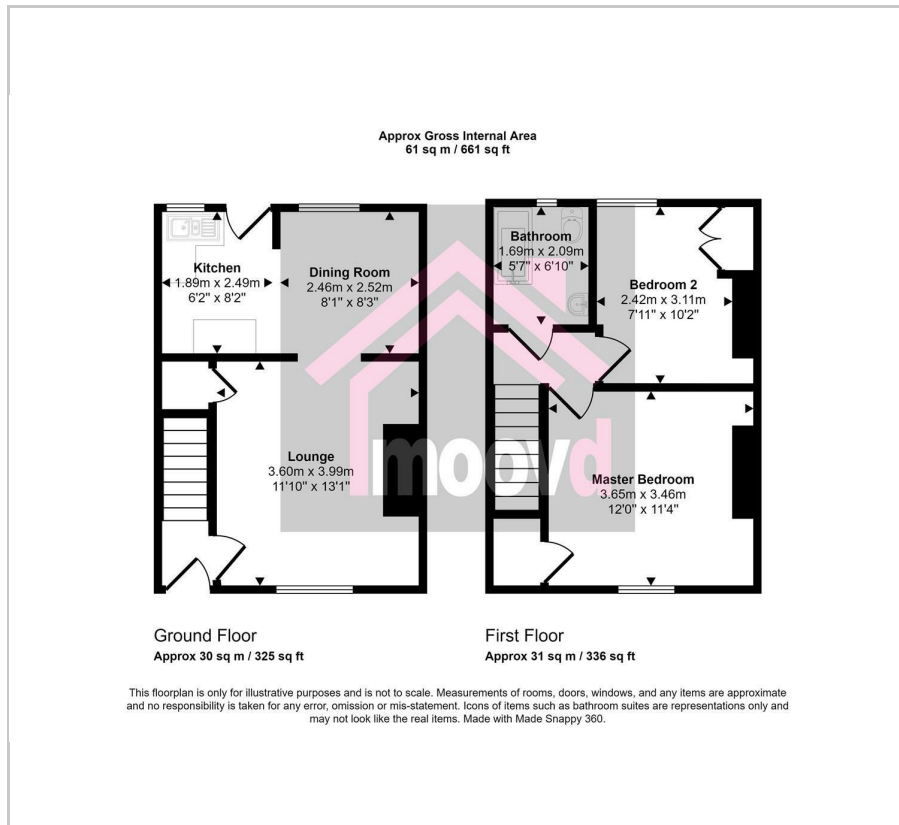 Approx Gross Internal Area
61 sq m / 661 sq ft
Kitchen
1.89m x 2.49m
6'2" x 8'2"
Dining Room
2.46m x 2.52m
8'1" x 8'3"
Lounge
3.60m x 3.99m
11'10" x 13'1"
Bathroom
1.69m x 2.09m
5'7" x 6'10"
Bedroom 2
2.42m x 3.11m
7'11" x 10'2"
Master Bedroom
3.65m x 3.46m
12'0" x 11'4"
moovd
Ground Floor
Approx 30 sq m / 325 sq ft
First Floor
Approx 31 sq m / 336 sq ft
This floorplan is only for illustrative purposes and is not to scale. Measurements of rooms, doors, windows, and any items are approximate
and no responsibility is taken for any error, omission or mis-statement. Icons of items such as bathroom suites are representations only and
may not look like the real items. Made with Made Snappy 360.